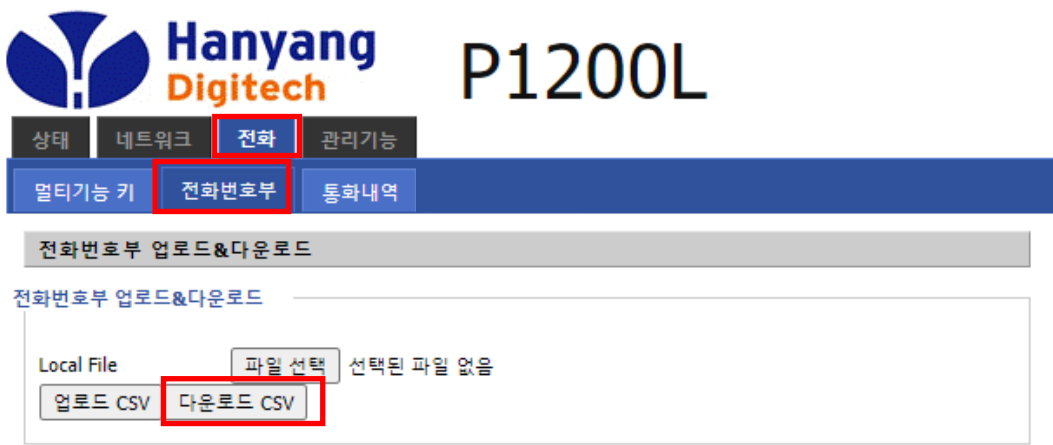 Hanyang
Digitech
P1200L
상태 네트워크 전화 관리기능
멀티기능 키 전화번호부 통화내역
전화번호부 업로드&다운로드
전화번호부 업로드&다운로드
Local File 파일 선택 선택된 파일 없음
업로드 CSV 다운로드 CSV